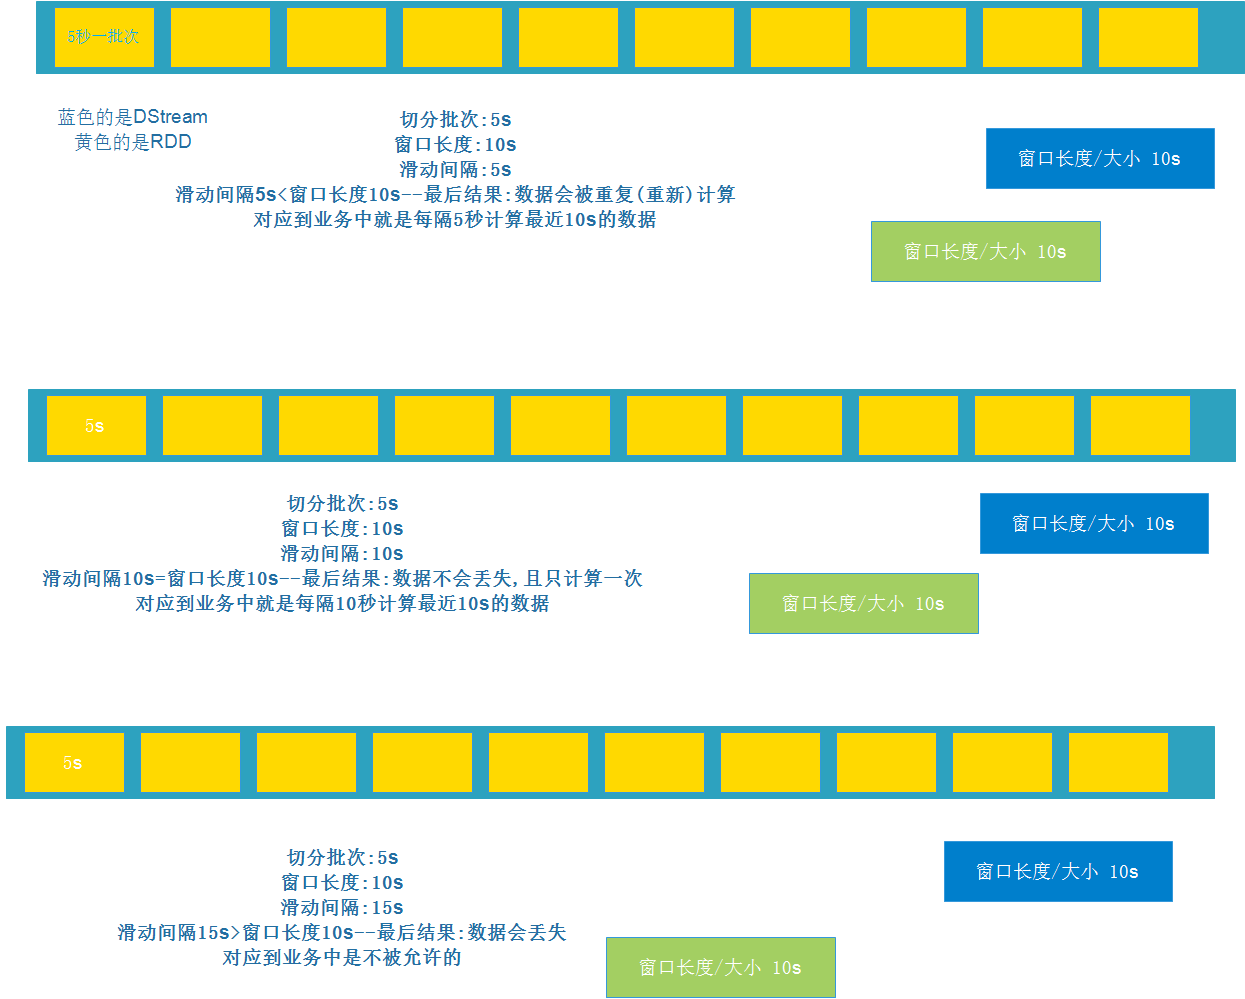 5秒一批次
蓝色的是DStream
黄色的是RDD
切分批次:5s
窗口长度:10s
滑动间隔:5s
滑动间隔5s<窗口长度10s--最后结果:数据会被重复(重新)计算
对应到业务中就是每隔5秒计算最近10s的数据
窗口长度/大小 10s
窗口长度/大小 10s
5s
切分批次:5s
窗口长度:10s
滑动间隔:10s
滑动间隔10s=窗口长度10s--最后结果:数据不会丢失,且只计算一次
对应到业务中就是每隔10秒计算最近10s的数据
窗口长度/大小 10s
窗口长度/大小 10s
5s
切分批次:5s
窗口长度:10s
滑动间隔:15s
滑动间隔15s>窗口长度10s--最后结果:数据会丢失
对应到业务中是不被允许的
窗口长度/大小 10s
窗口长度/大小 10s